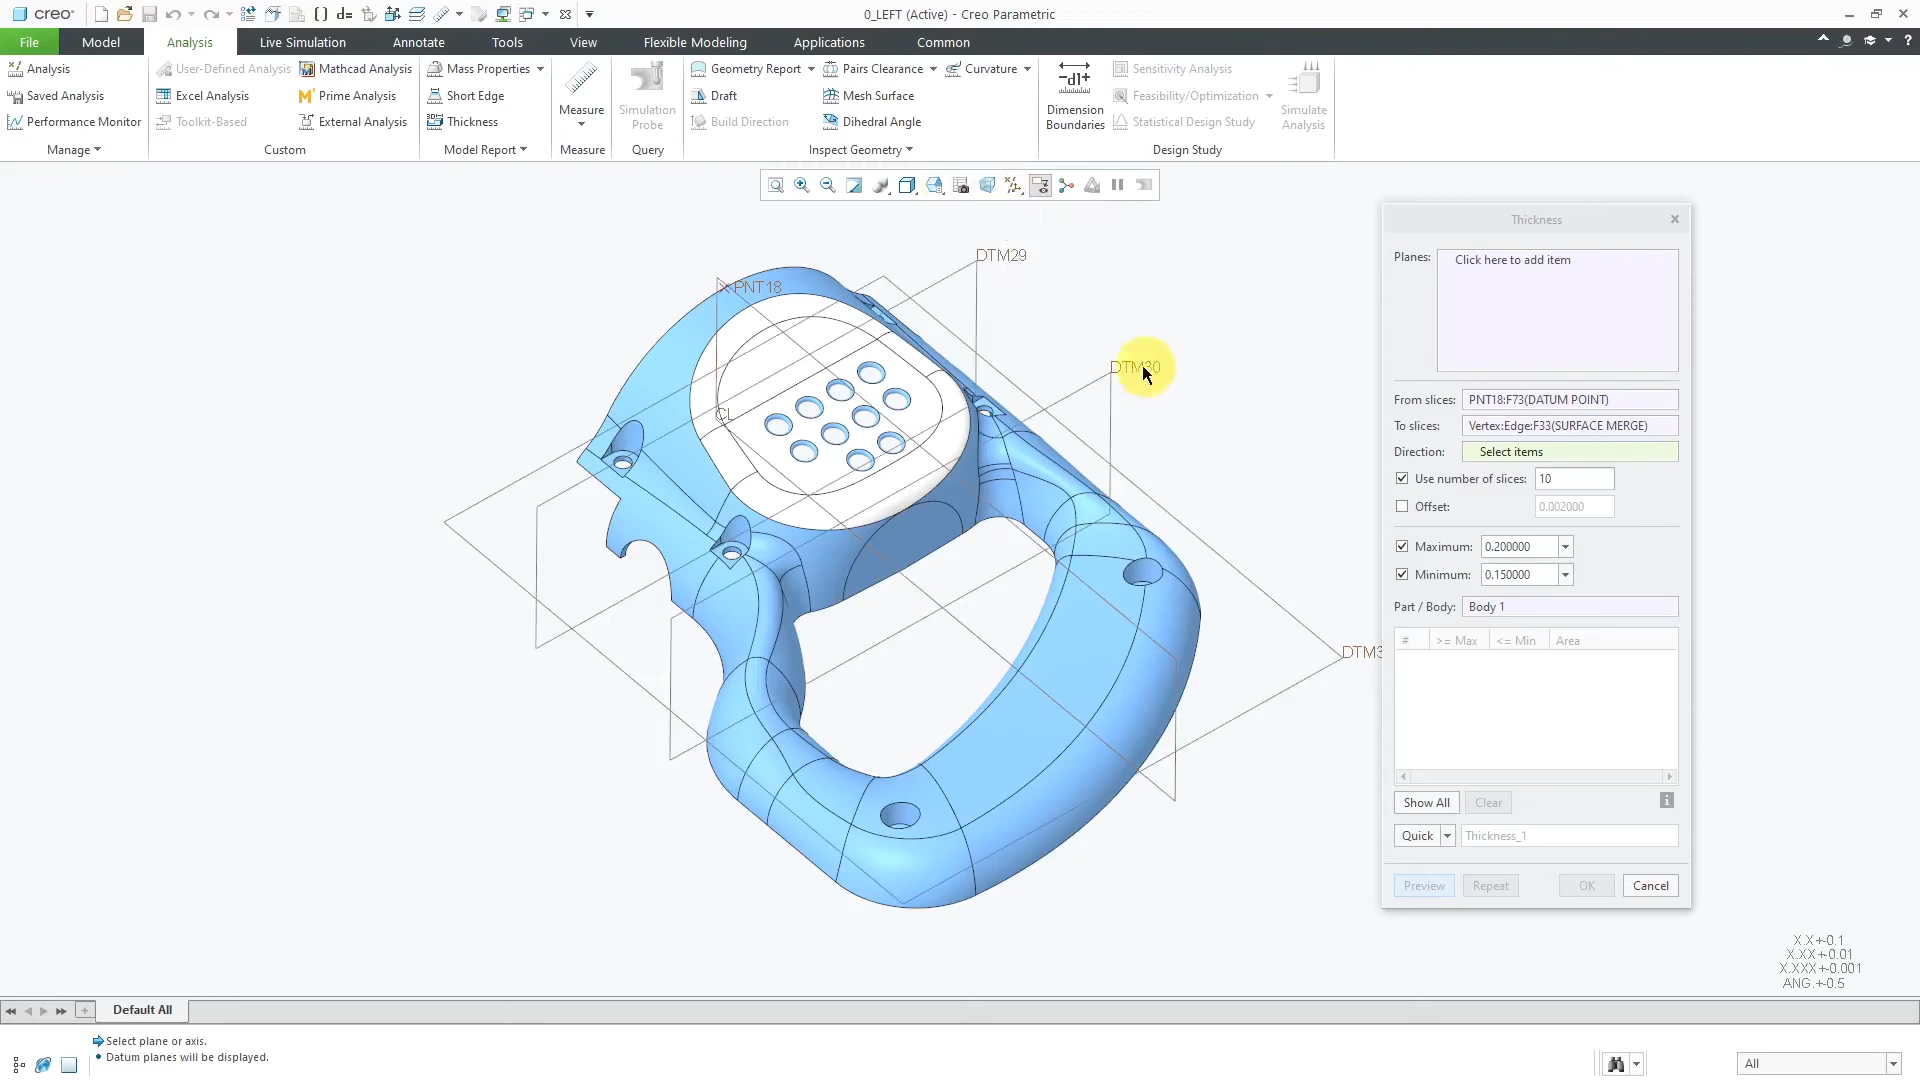 creo®
0_LEFT (Active) - Creo Parametric
File
Model
Analysis
Live Simulation
Annotate
Tools
View
Flexible Modeling
Applications
Common
Analysis
Saved Analysis
Performance Monitor
Manage
User-Defined Analysis
Excel Analysis
Toolkit-Based
Mathcad Analysis
Prime Analysis
External Analysis
Custom
Mass Properties
Short Edge
Thickness
Model Report
Measure
Measure
Simulation
Probe
Query
Geometry Report
Draft
Build Direction
Pairs Clearance
Mesh Surface
Dihedral Angle
Curvature
Inspect Geometry
Dimension
Boundaries
Sensitivity Analysis
Feasibility/Optimization
Statistical Design Study
Simulate
Analysis
Design Study
DTM29
PNT18
DTM30
CL
DTM3
Thickness
Planes:
Click here to add item
From slices: PNT18:F73(DATUM POINT)
To slices: Vertex:Edge:F33(SURFACE MERGE)
Direction: Select items
Use number of slices: 10
Offset: 0.002000
Maximum: 0.200000
Minimum: 0.150000
Part / Body: Body 1
# >= Max <= Min Area
Show All Clear
Quick Thickness_1
Preview Repeat OK Cancel
X.X+-0.1
X.XX+-0.01
X.XXX+-0.001
ANG.+-0.5
Default All
Select plane or axis.
• Datum planes will be displayed.
All